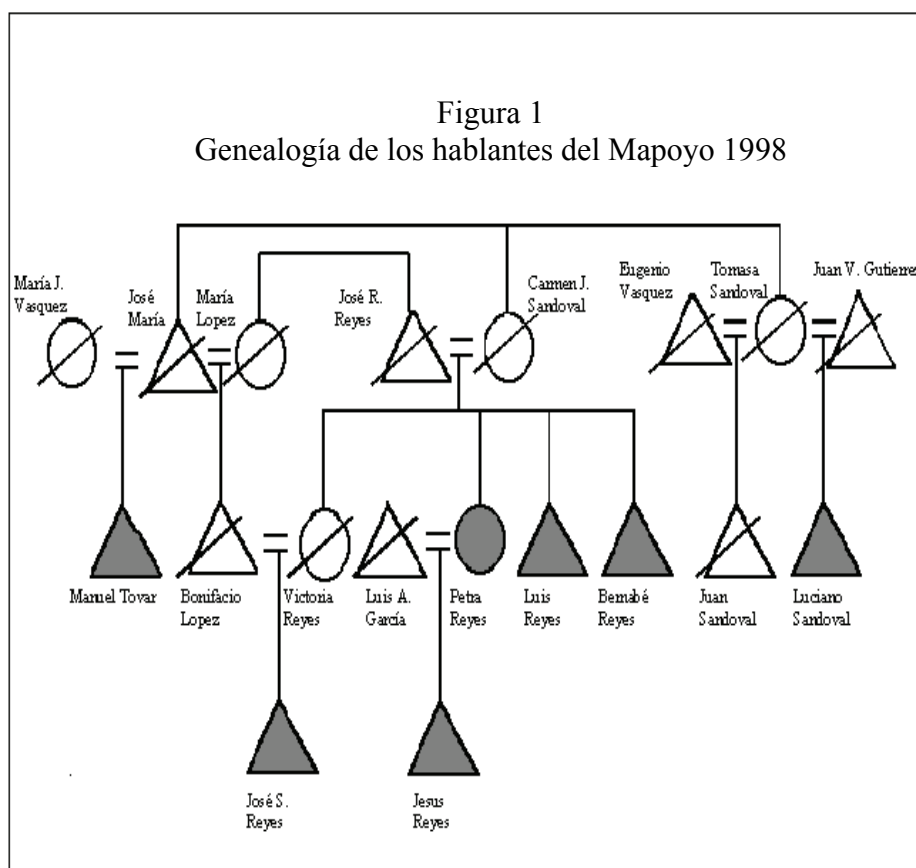 Figura 1
Genealogía de los hablantes del Mapoyo 1998
María J.
Vasquez
José
María
María
Lopez
José R.
Reyes
Carmen J.
Sandoval
Eugenio
Vasquez
Tomasa
Sandoval
Juan V. Gutierre
Manuel Tovar
Bonifacio
Lopez
Victoria
Reyes
Luis A.
García
Petra
Reyes
Luis
Reyes
Bernabé
Reyes
Juan
Sandoval
Luciano
Sandoval
José S.
Reyes
Jesus
Reyes